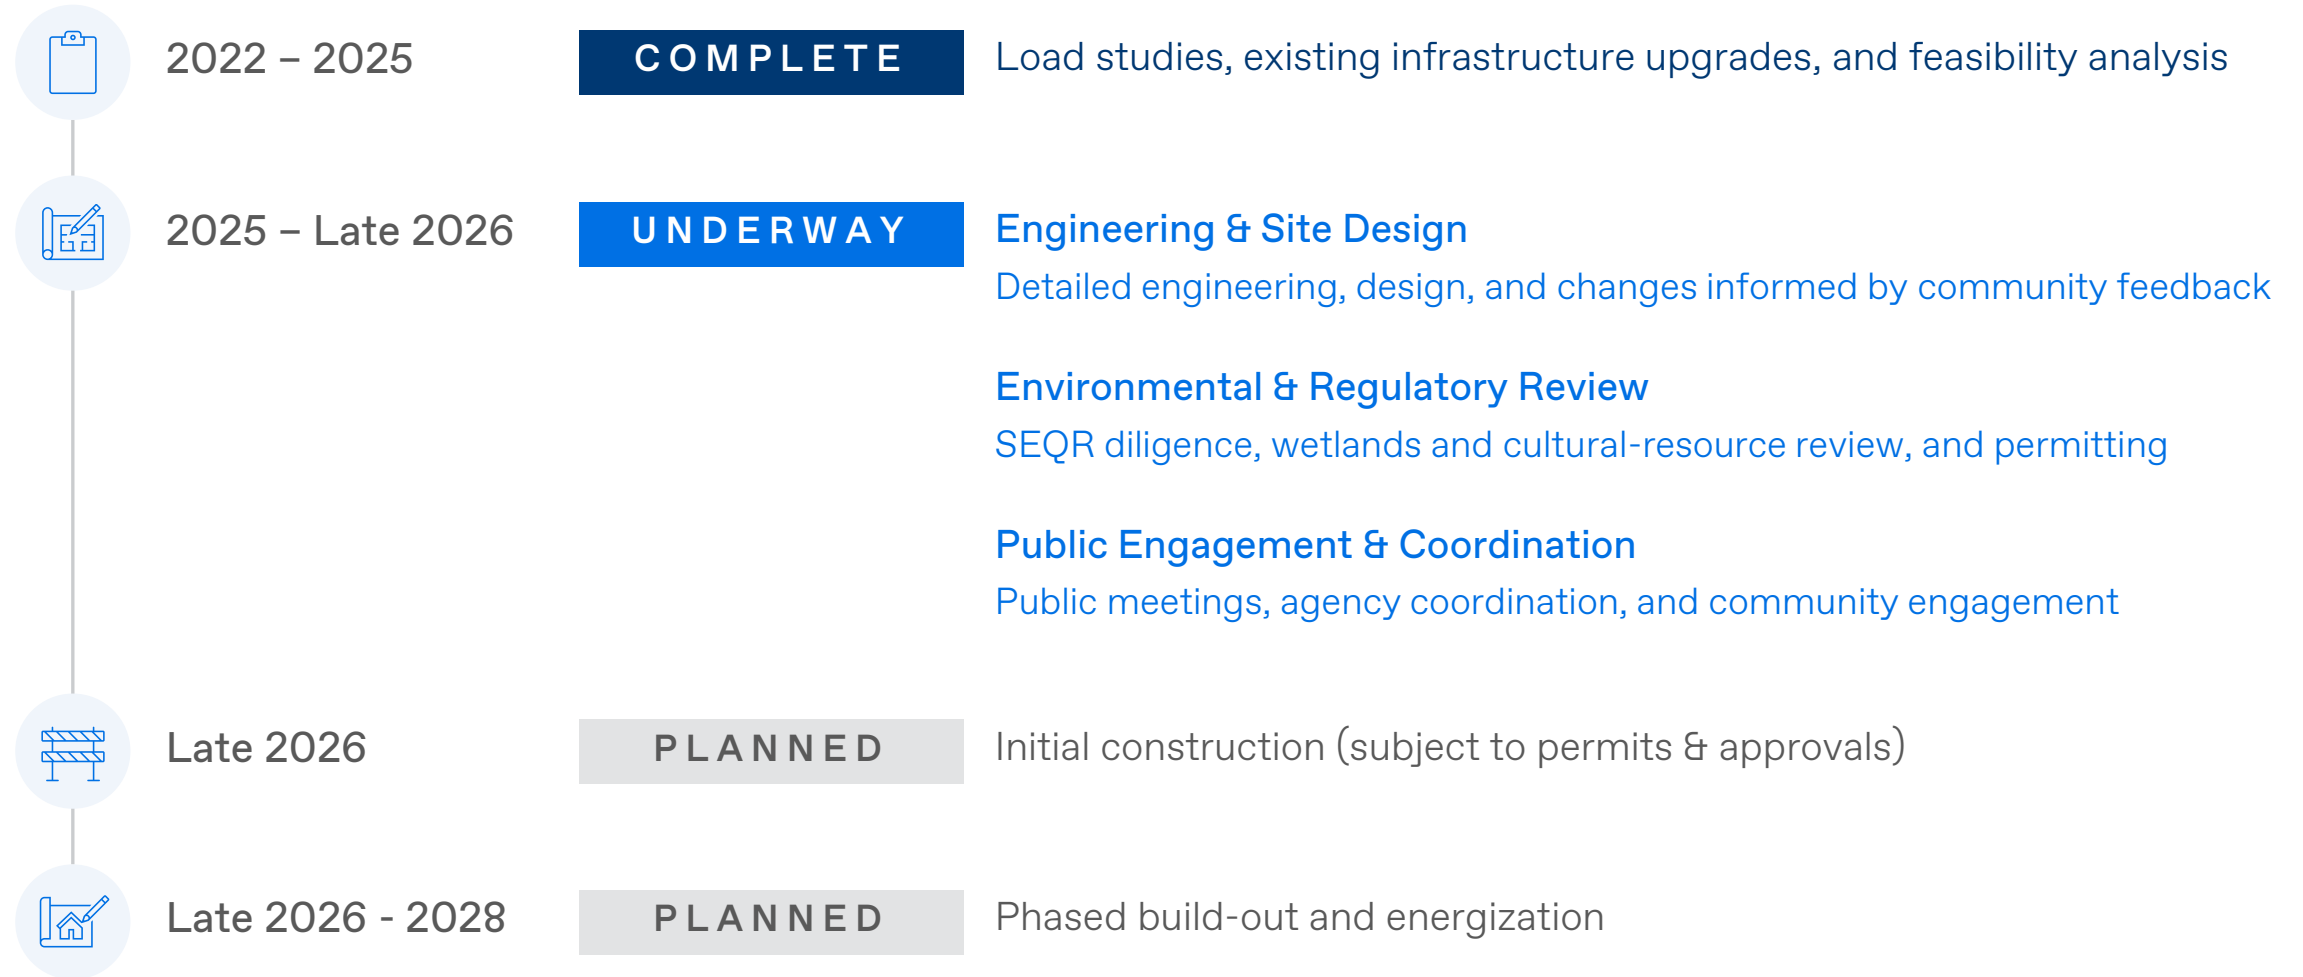 2022 – 2025
COMPLETE
Load studies, existing infrastructure upgrades, and feasibility analysis
2025 – Late 2026
UNDERWAY
Engineering & Site Design
Detailed engineering, design, and changes informed by community feedback
Environmental & Regulatory Review
SEQR diligence, wetlands and cultural-resource review, and permitting
Public Engagement & Coordination
Public meetings, agency coordination, and community engagement
Late 2026
PLANNED
Initial construction (subject to permits & approvals)
Late 2026 - 2028
PLANNED
Phased build-out and energization